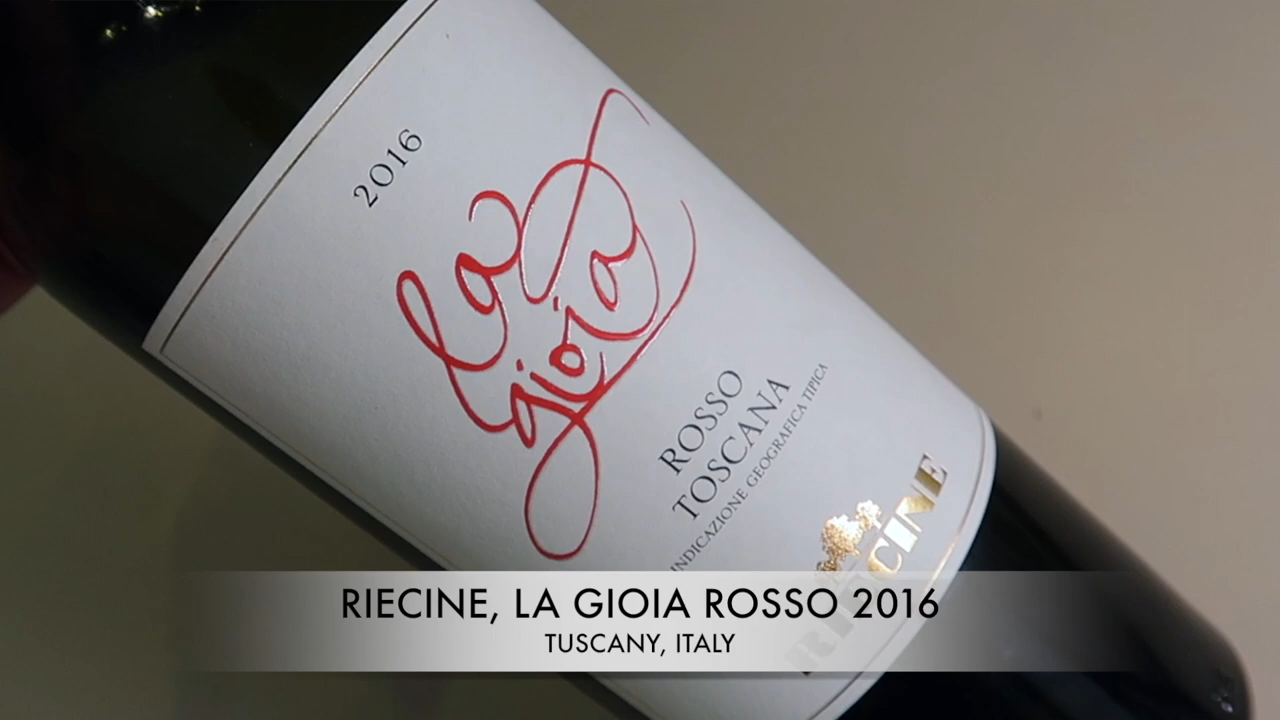 2016
la
gioia
ROSSO
TOSCANA
INDICAZIONE GEOGRAFICA TIPICA
RIECINE
RIECINE, LA GIOIA ROSSO 2016
TUSCANY, ITALY